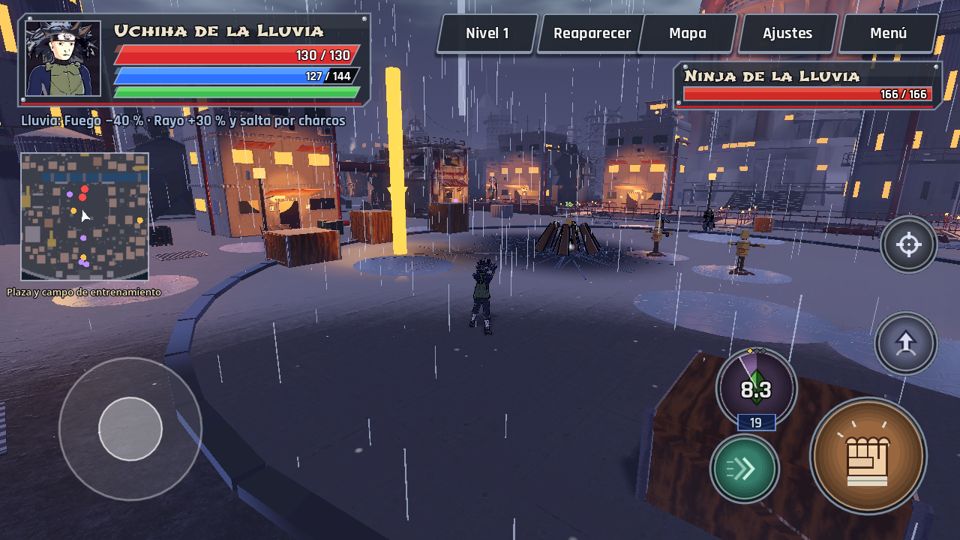 Uchiha de la Lluvia
130 / 130
127 / 144
Lluvia: Fuego −40 % · Rayo +30 % y salta por charcos
Nivel 1
Reaparecer
Mapa
Ajustes
Menú
Ninja de la Lluvia
166 / 166
Plaza y campo de entrenamiento
8.3
19